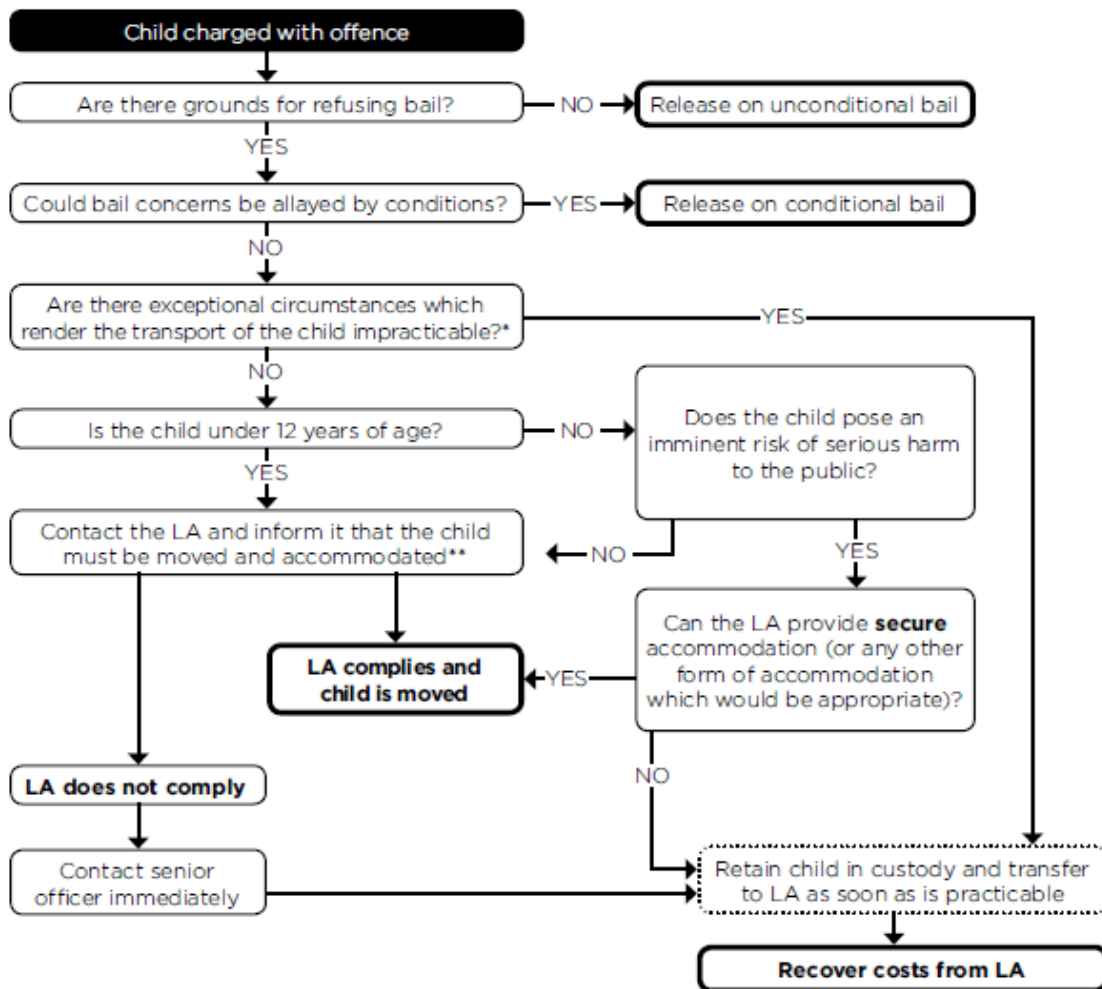 Child charged with offence
Are there grounds for refusing bail?
NO
Release on unconditional bail
YES
Could bail concerns be allayed by conditions?
YES
Release on conditional bail
NO
Are there exceptional circumstances which
render the transport of the child impracticable?*
YES
NO
Is the child under 12 years of age?
NO
Does the child pose an
imminent risk of serious harm
to the public?
YES
Contact the LA and inform it that the child
must be moved and accommodated**
NO
YES
Can the LA provide secure
accommodation (or any other
form of accommodation
which would be appropriate)?
YES
LA complies and
child is moved
NO
LA does not comply
Contact senior
officer immediately
Retain child in custody and transfer
to LA as soon as is practicable
Recover costs from LA